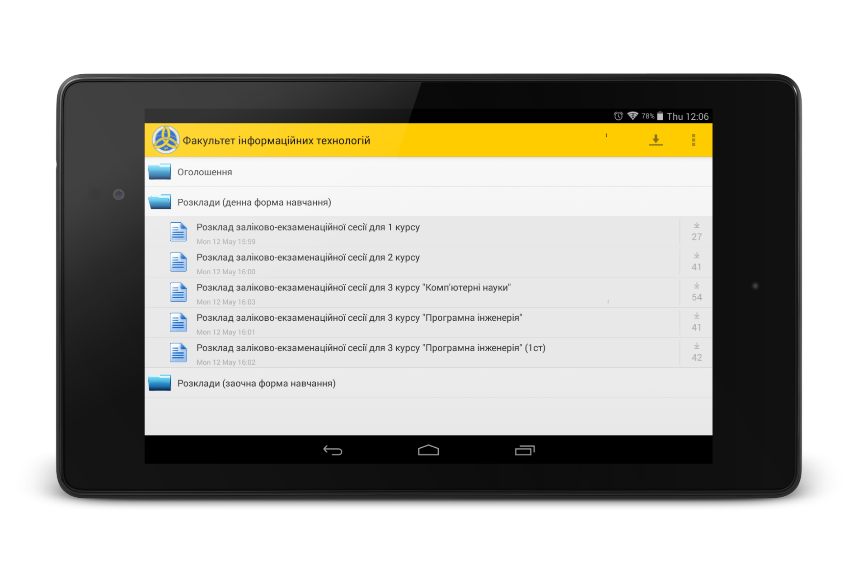 78% Thu 12:06
Факультет інформаційних технологій
Оголошення
Розклади (денна форма навчання)
Розклад заліково-екзаменаційної сесії для 1 курсу
Mon 12 May 15:59
27
Розклад заліково-екзаменаційної сесії для 2 курсу
Mon 12 May 16:00
41
Розклад заліково-екзаменаційної сесії для 3 курсу "Комп'ютерні науки"
Mon 12 May 16:03
54
Розклад заліково-екзаменаційної сесії для 3 курсу "Програмна інженерія"
Mon 12 May 16:01
41
Розклад заліково-екзаменаційної сесії для 3 курсу "Програмна інженерія" (1ст)
Mon 12 May 16:02
42
Розклади (заочна форма навчання)